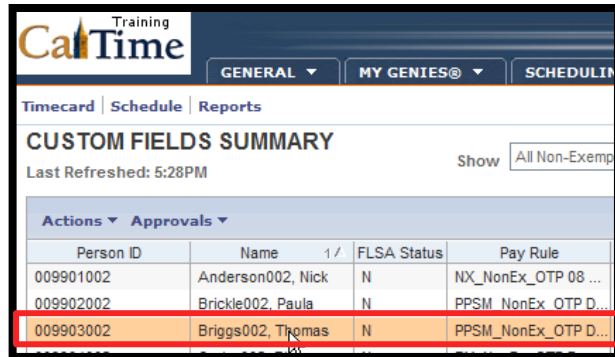 Training
CalTime
GENERAL MY GENIES® SCHEDULIN
Timecard Schedule Reports
CUSTOM FIELDS SUMMARY
Show All Non-Exemp
Last Refreshed: 5:28PM
Actions Approvals
Person ID Name 1 FLSA Status Pay Rule
009901002 Anderson002, Nick N NX_NonEx_OTP 08 ...
009902002 Brickle002, Paula N PPSM_NonEx_OTP D...
009903002 Briggs002, Thomas N PPSM_NonEx_OTP D...